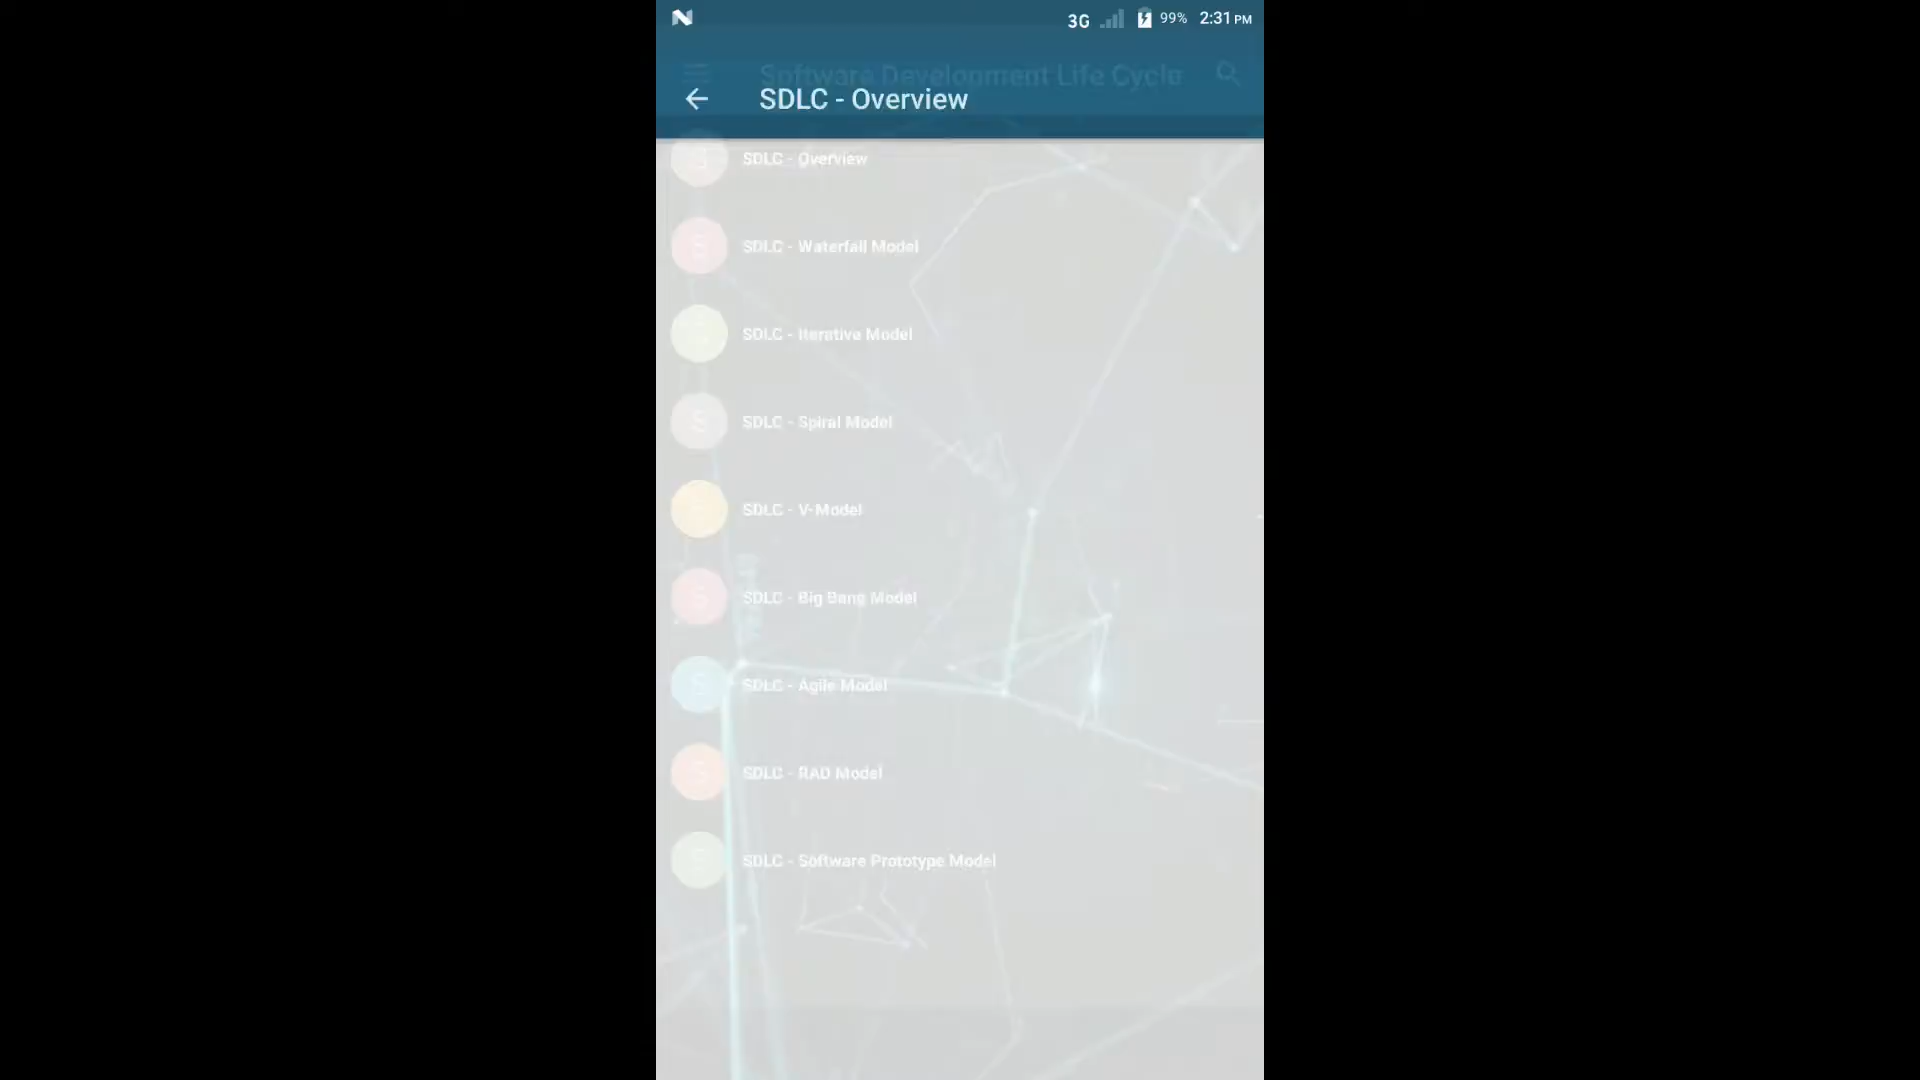 3G 99% 2:31 PM
Software Development Life Cycle
SDLC - Overview
SDLC - Overview
SDLC - Waterfall Model
SDLC - Iterative Model
SDLC - Spiral Model
SDLC - V-Model
SDLC - Big Bang Model
SDLC - Agile Model
SDLC - RAD Model
SDLC - Software Prototype Model